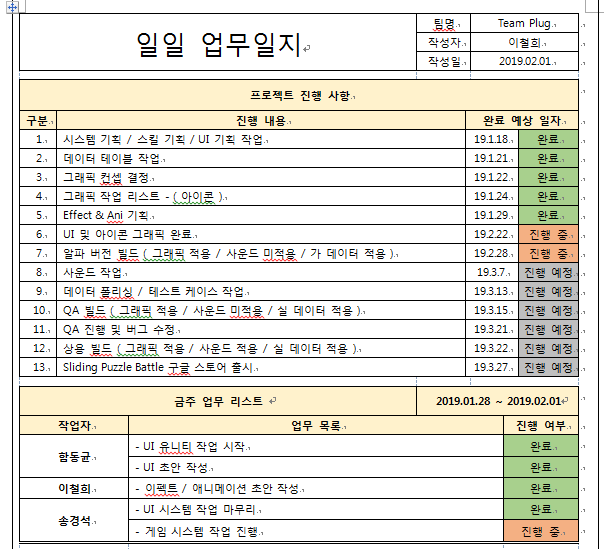 일일 업무일지
팀명 Team Plug.
작성자 이철희.
작성일 2019.02.01
프로젝트 진행 사항
구분 진행 내용 완료 예상 일자
1. 시스템 기획 / 스킬 기획 / UI 기획 작업 19.1.18. 완료
2. 데이터 테이블 작업 19.1.21. 완료
3. 그래픽 컨셉 결정 19.1.22. 완료
4. 그래픽 작업 리스트 - ( 아이콘 ) 19.1.24. 완료
5. Effect & Ani 기획 19.1.29. 완료
6. UI 및 아이콘 그래픽 완료 19.2.22. 진행 중
7. 알파 버전 빌드 ( 그래픽 적용 / 사운드 미적용 / 가 데이터 적용 ) 19.2.28. 진행 중
8. 사운드 작업 19.3.7. 진행 예정
9. 데이터 폴리싱 / 테스트 케이스 작업 19.3.13. 진행 예정
10. QA 빌드 ( 그래픽 적용 / 사운드 미적용 / 실 데이터 적용 ) 19.3.15. 진행 예정
11. QA 진행 및 버그 수정 19.3.21. 진행 예정
12. 상용 빌드 ( 그래픽 적용 / 사운드 적용 / 실 데이터 적용 ) 19.3.22. 진행 예정
13. Sliding Puzzle Battle 구글 스토어 출시 19.3.27. 진행 예정
금주 업무 리스트 2019.01.28 ~ 2019.02.01
작업자 업무 목록 진행 여부
함동균
- UI 유니티 작업 시작 완료
- UI 초안 작성 완료
이철희 - 이펙트 / 애니메이션 초안 작성 완료
송경석
- UI 시스템 작업 마무리 완료
- 게임 시스템 작업 진행 진행 중